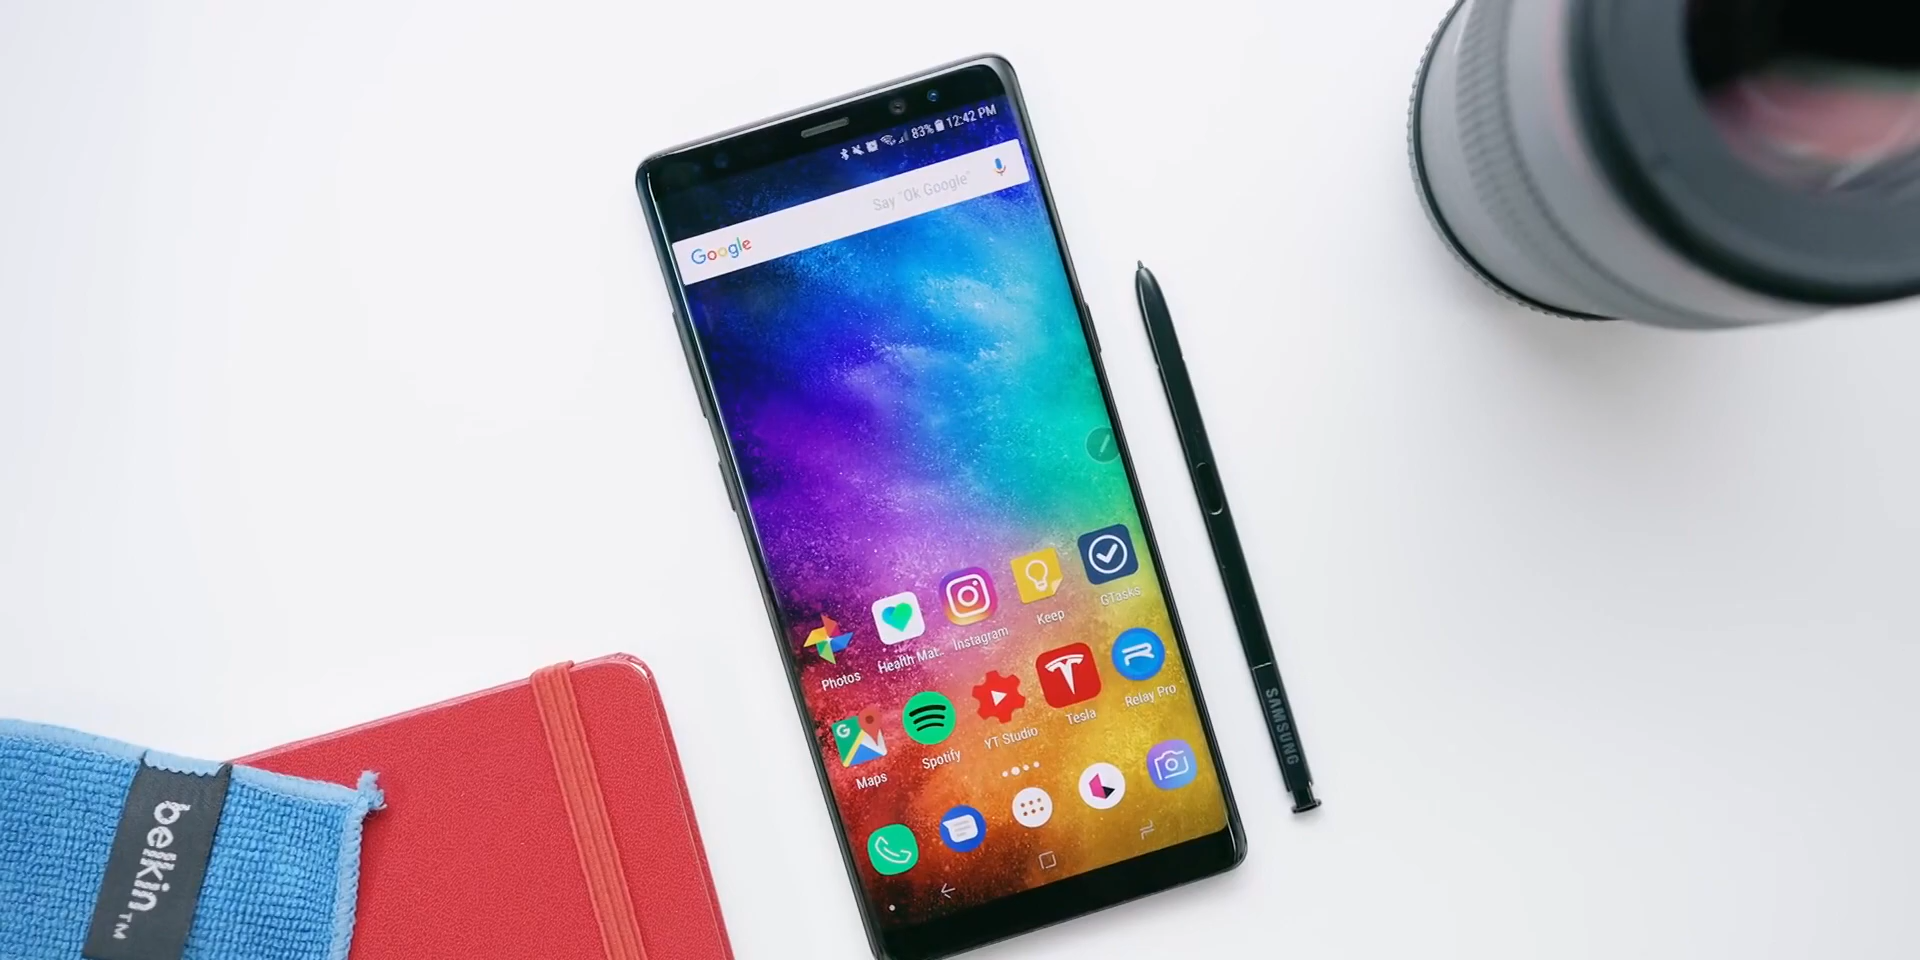 83% 12:42 PM
Google
Say "Ok Google"
Photos
Health Mat..
Instagram
Keep
GTasks
Maps
Spotify
YT Studio
Tesla
Relay Pro
SAMSUNG
belkin™